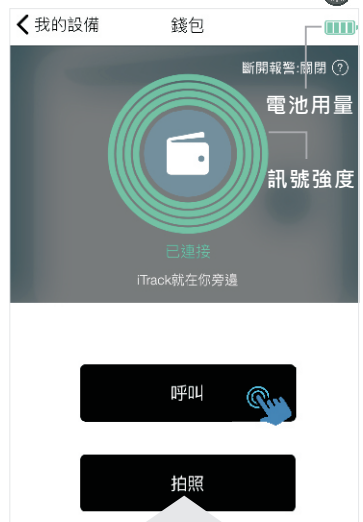 我的設備
錢包
斷開報警:關閉 ?
電池用量
訊號強度
已連接
iTrack就在你旁邊
呼叫
拍照